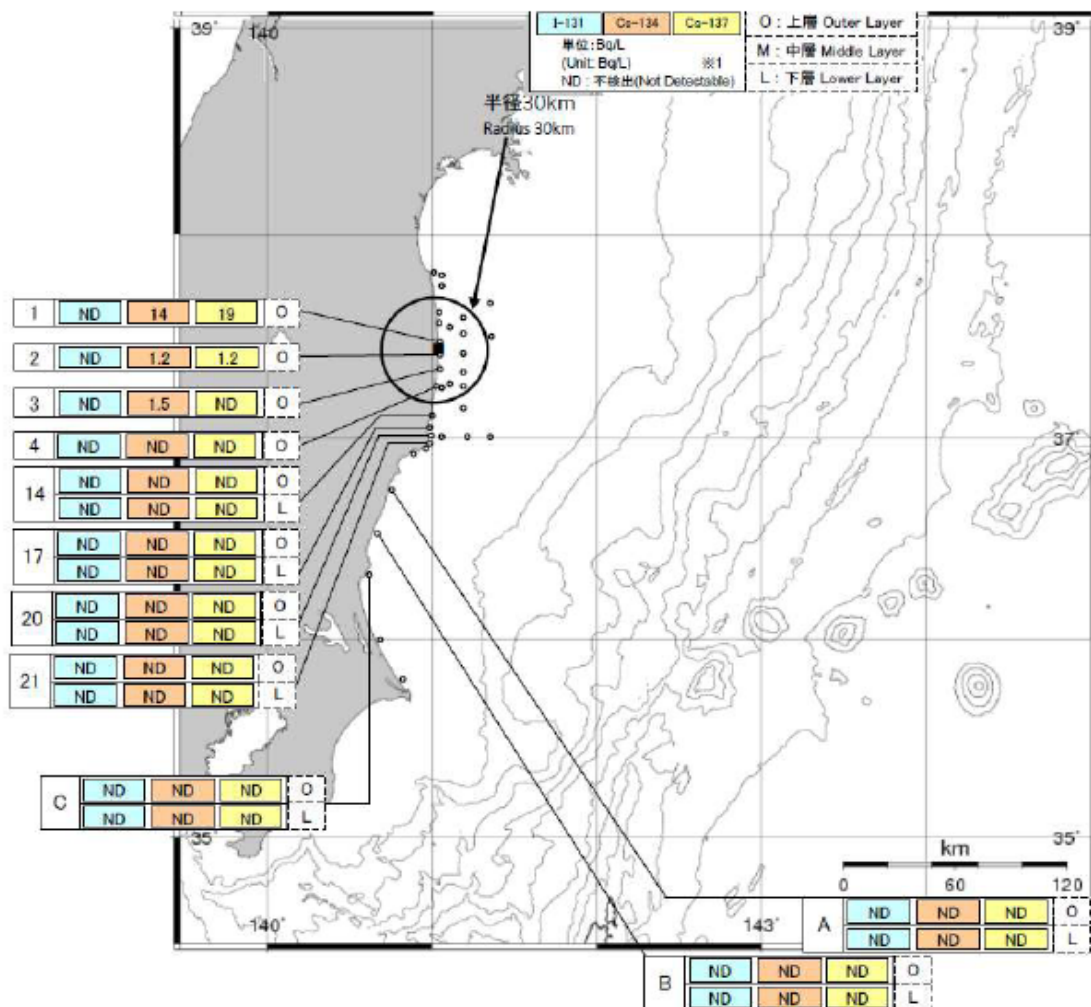 39°
140°
I-131 Cs-134 Cs-137
単位:Bq/L
(Unit: Bq/L) ※1
ND : 不検出(Not Detectable)
O : 上層 Outer Layer
M : 中層 Middle Layer
L : 下層 Lower Layer
39°
半径30km
Radius 30km
1 ND 14 19 O
2 ND 1.2 1.2 O
3 ND 1.5 ND O
4 ND ND ND O
37°
14 ND ND ND O
ND ND ND L
17 ND ND ND O
ND ND ND L
20 ND ND ND O
ND ND ND L
21 ND ND ND O
ND ND ND L
C ND ND ND O
ND ND ND L
35°
35°
km
0 60 120
140°
143°
A ND ND ND O
ND ND ND L
B ND ND ND O
ND ND ND L